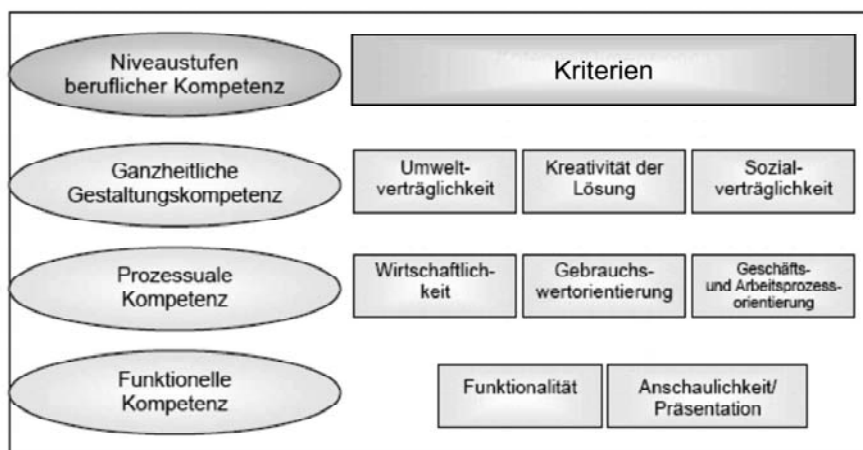 Niveaustufen
beruflicher Kompetenz
Kriterien
Ganzheitliche
Gestaltungskompetenz
Umwelt-
verträglichkeit
Kreativität der
Lösung
Sozial-
verträglichkeit
Prozessuale
Kompetenz
Wirtschaftlich-
keit
Gebrauchs-
wertorientierung
Geschäfts-
und Arbeitsprozess-
orientierung
Funktionelle
Kompetenz
Funktionalität
Anschaulichkeit/
Präsentation